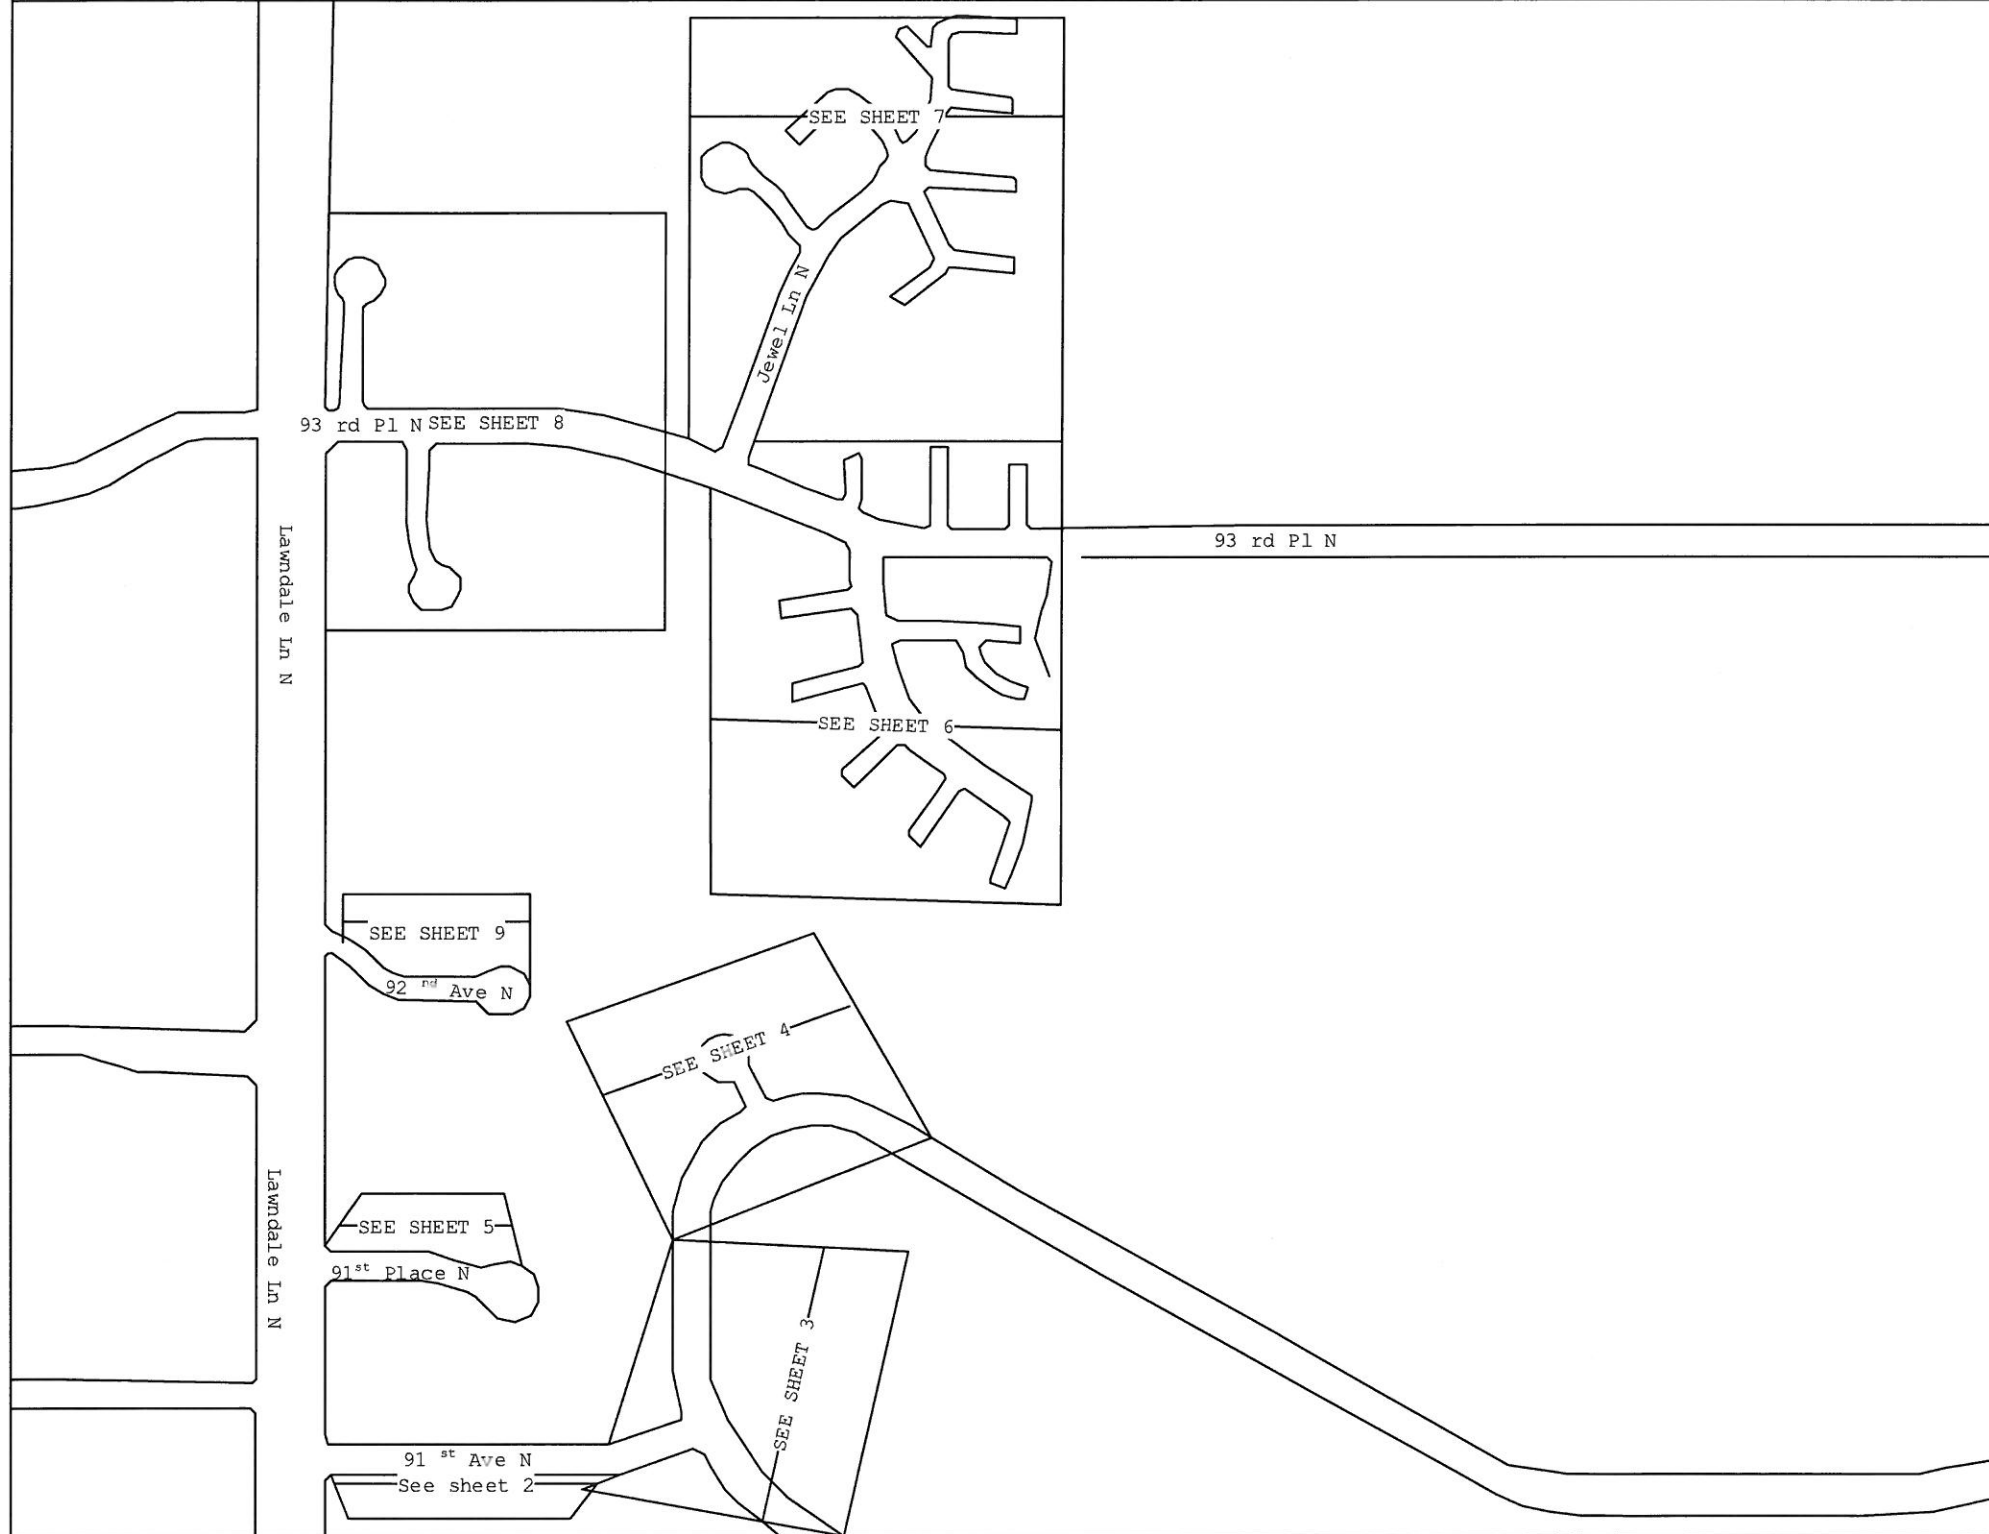 SEE SHEET 7
Jewel Ln N
93 rd Pl N SEE SHEET 8
93 rd Pl N
Lawndale Ln N
SEE SHEET 6
SEE SHEET 9
92 nd Ave N
SEE SHEET 4
Lawndale Ln N
SEE SHEET 5
91st Place N
SEE SHEET 3
91 st Ave N
See sheet 2